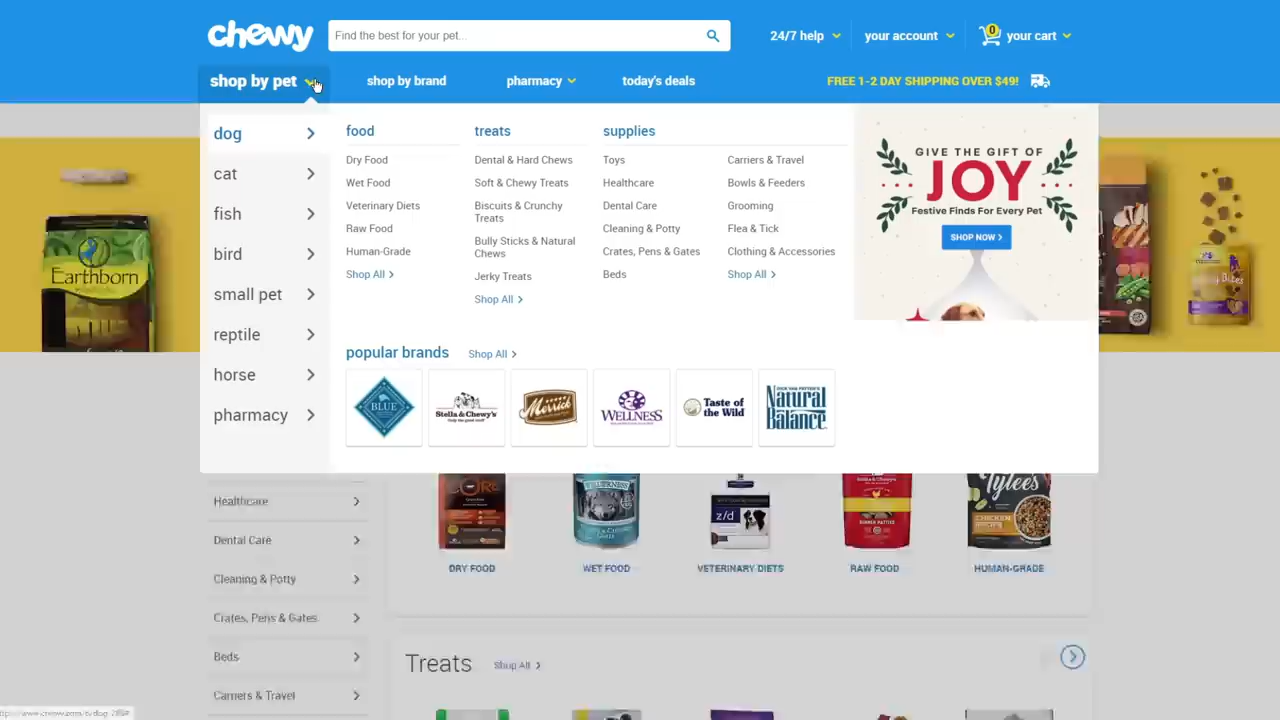 chewy
Find the best for your pet...
24/7 help
your account
0
your cart
shop by pet
shop by brand
pharmacy
today's deals
FREE 1-2 DAY SHIPPING OVER $49!
dog
cat
fish
bird
small pet
reptile
horse
pharmacy
food
Dry Food
Wet Food
Veterinary Diets
Raw Food
Human-Grade
Shop All
treats
Dental & Hard Chews
Soft & Chewy Treats
Biscuits & Crunchy
Treats
Bully Sticks & Natural
Chews
Jerky Treats
Shop All
supplies
Toys
Healthcare
Dental Care
Cleaning & Potty
Crates, Pens & Gates
Beds
Carriers & Travel
Bowls & Feeders
Grooming
Flea & Tick
Clothing & Accessories
Shop All
GIVE THE GIFT OF
JOY
Festive Finds For Every Pet
SHOP NOW
popular brands
Shop All
BLUE
Stella & Chewy's
Merrick
WELLNESS
Taste of
the Wild
Natural
Balance
Earthborn
Healthcare
Dental Care
Cleaning & Potty
Crates, Pens & Gates
Beds
Carriers & Travel
z/d
Tylees
CHICKEN
DRY FOOD
WET FOOD
VETERINARY DIETS
RAW FOOD
HUMAN-GRADE
Treats
Shop All